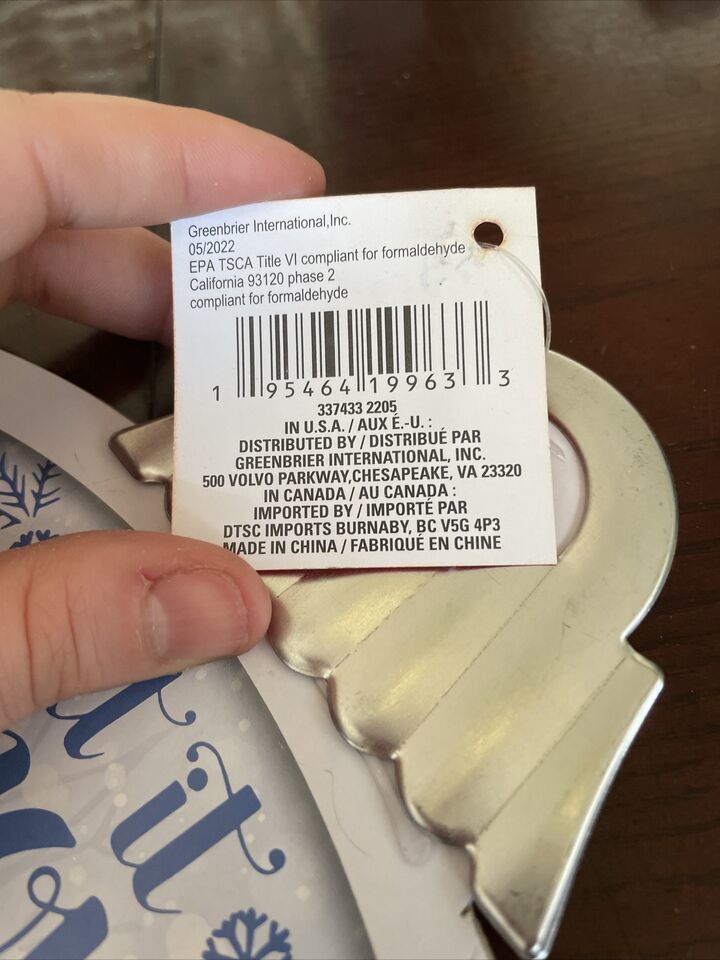 Greenbrier International,Inc.
05/2022
EPA TSCA Title VI compliant for formaldehyde
California 93120 phase 2
compliant for formaldehyde
1 95464 19963 3
337433 2205
IN U.S.A. / AUX É.-U. :
DISTRIBUTED BY / DISTRIBUÉ PAR
GREENBRIER INTERNATIONAL, INC.
500 VOLVO PARKWAY,CHESAPEAKE, VA 23320
IN CANADA / AU CANADA :
IMPORTED BY / IMPORTÉ PAR
DTSC IMPORTS BURNABY, BC V5G 4P3
MADE IN CHINA / FABRIQUÉ EN CHINE
it